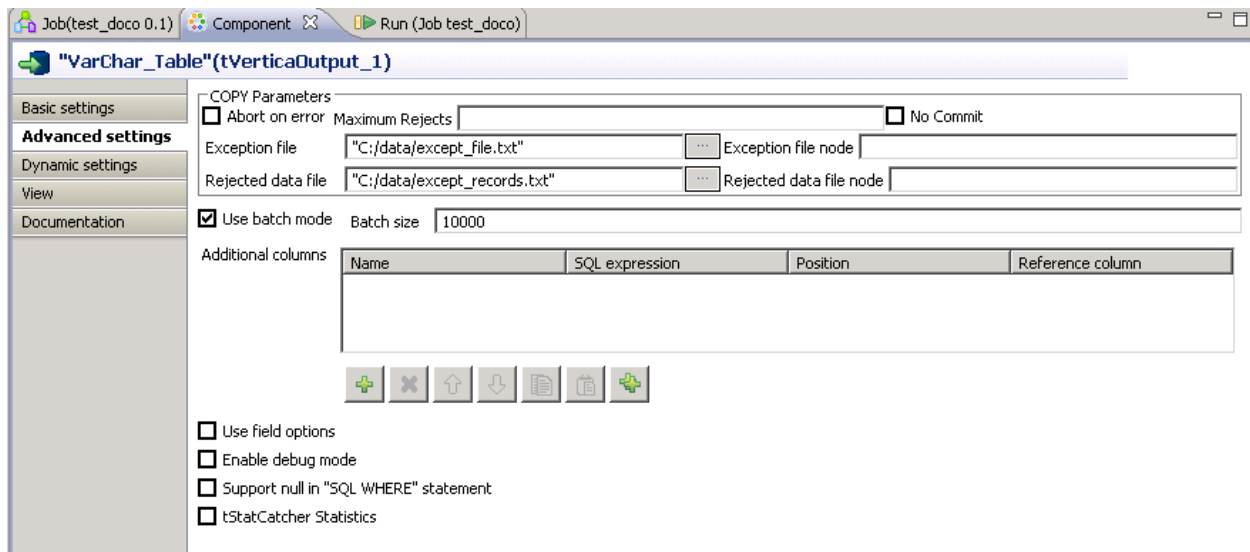 Job(test_doco 0.1) Component Run (Job test_doco)
"VarChar_Table"(tVerticaOutput_1)
Basic settings
Advanced settings
Dynamic settings
View
Documentation
COPY Parameters
Abort on error Maximum Rejects No Commit
Exception file "C:/data/except_file.txt" ... Exception file node
Rejected data file "C:/data/except_records.txt" ... Rejected data file node
Use batch mode Batch size 10000
Additional columns Name SQL expression Position Reference column
Use field options
Enable debug mode
Support null in "SQL WHERE" statement
tStatCatcher Statistics